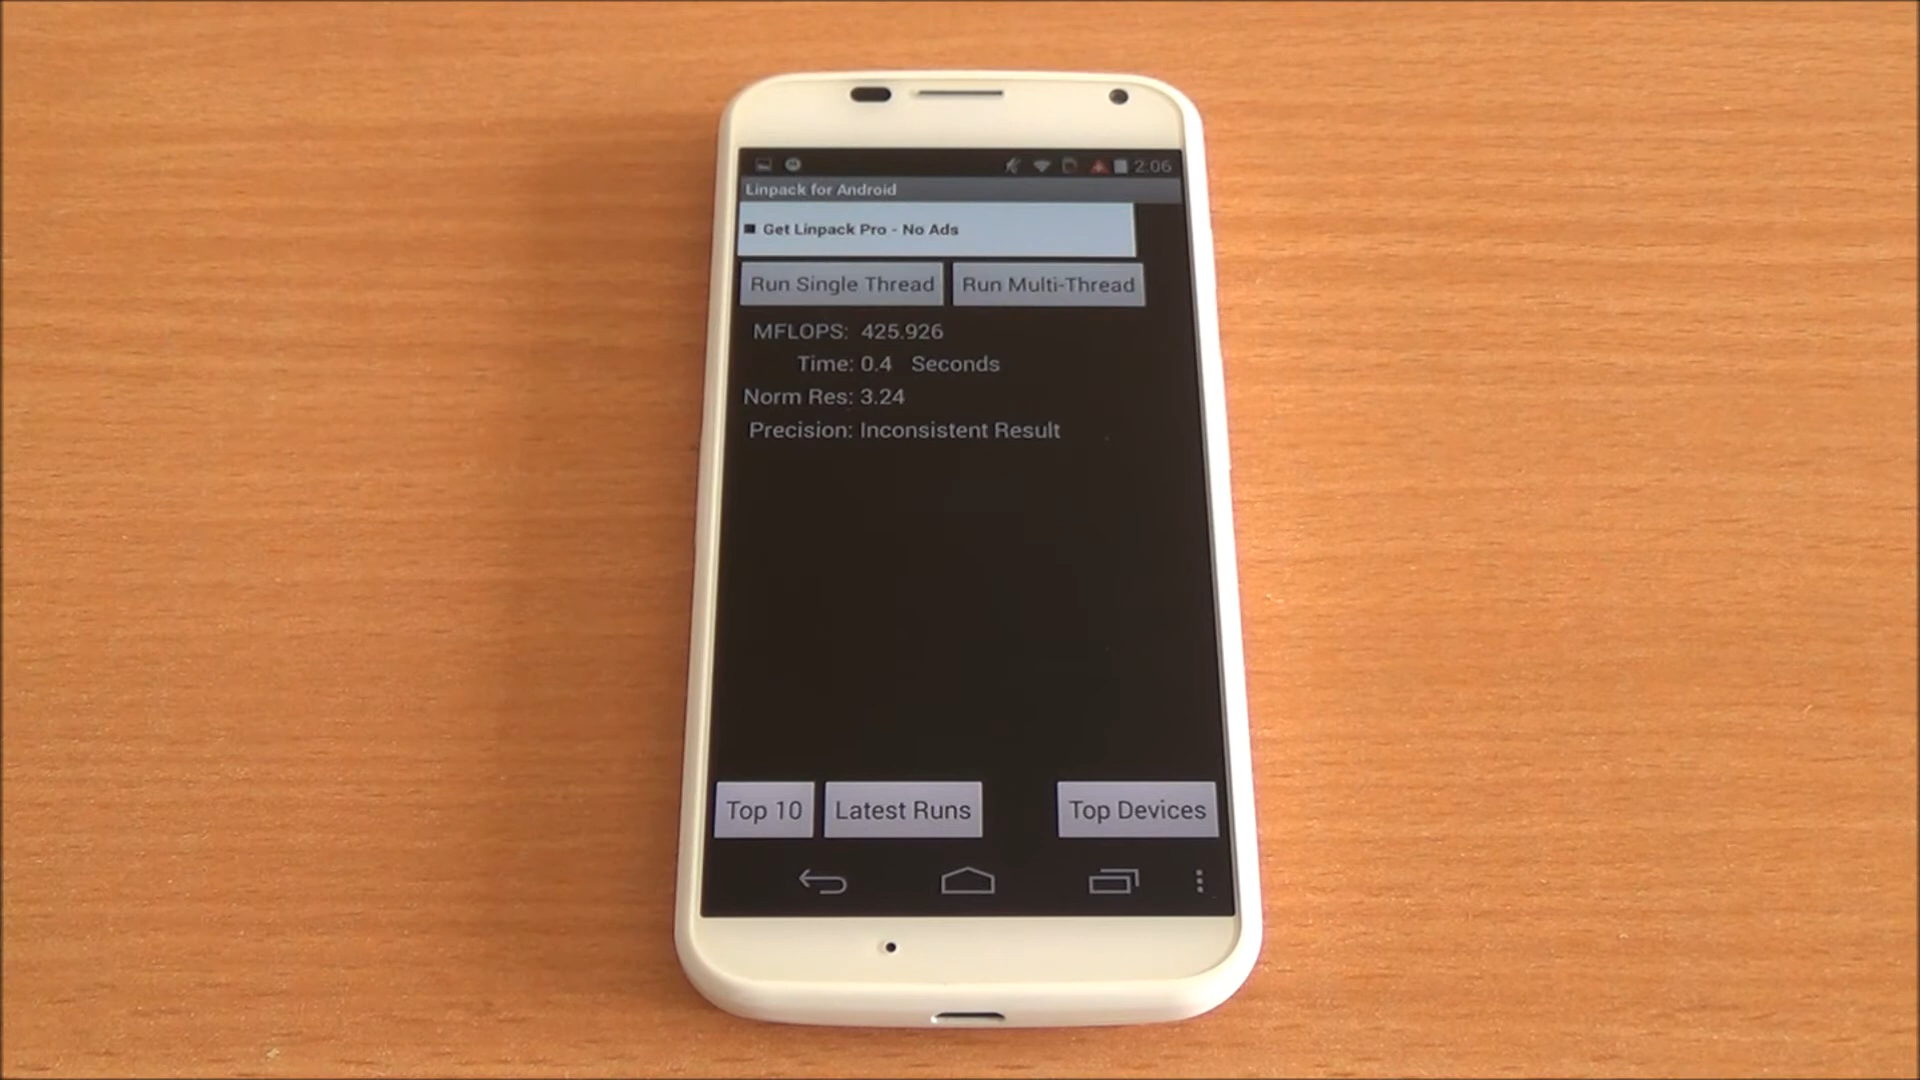 2.06
Linpack for Android
Get Linpack Pro - No Ads
Run Single Thread Run Multi-Thread
MFLOPS: 425.926
Time: 0.4 Seconds
Norm Res: 3.24
Precision: Inconsistent Result
Top 10 Latest Runs Top Devices